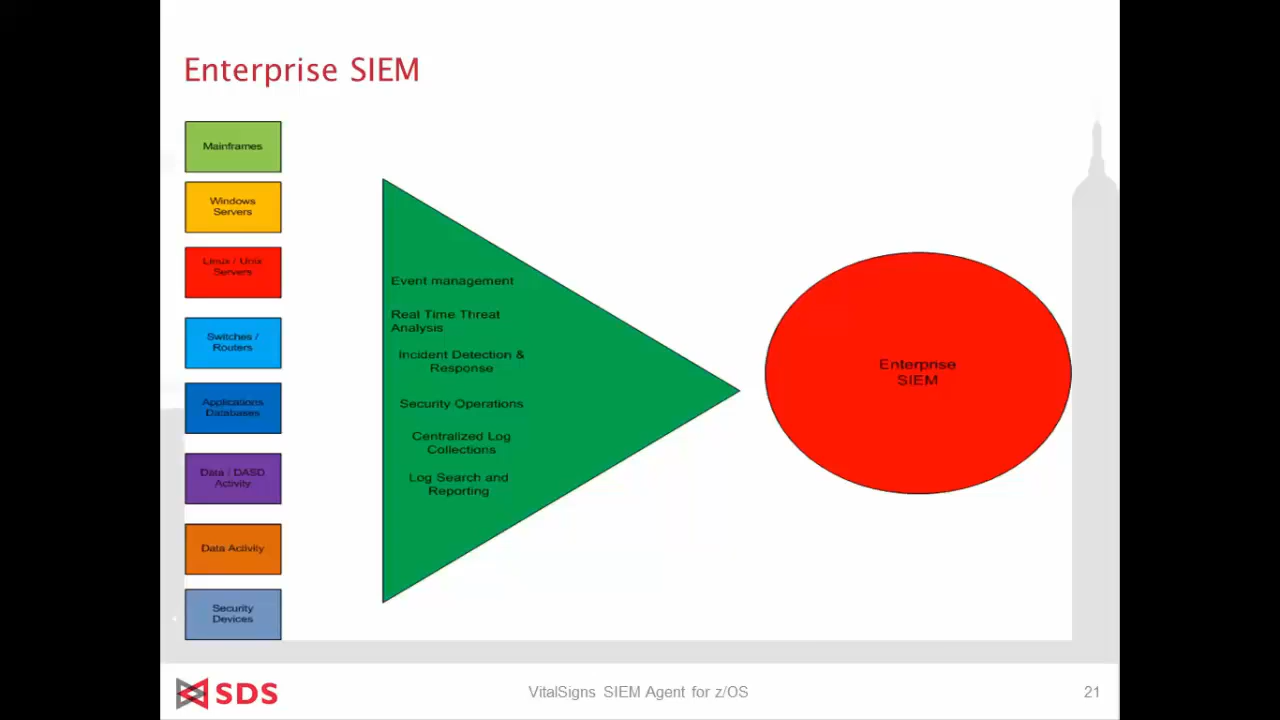 Enterprise SIEM
Mainframes
Windows
Servers
Linux / Unix
Servers
Switches /
Routers
Applications
Databases
Data / DASD
Activity
Data Activity
Security
Devices
Event management
Real Time Threat
Analysis
Incident Detection &
Response
Security Operations
Centralized Log
Collections
Log Search and
Reporting
Enterprise
SIEM
SDS
VitalSigns SIEM Agent for z/OS
21